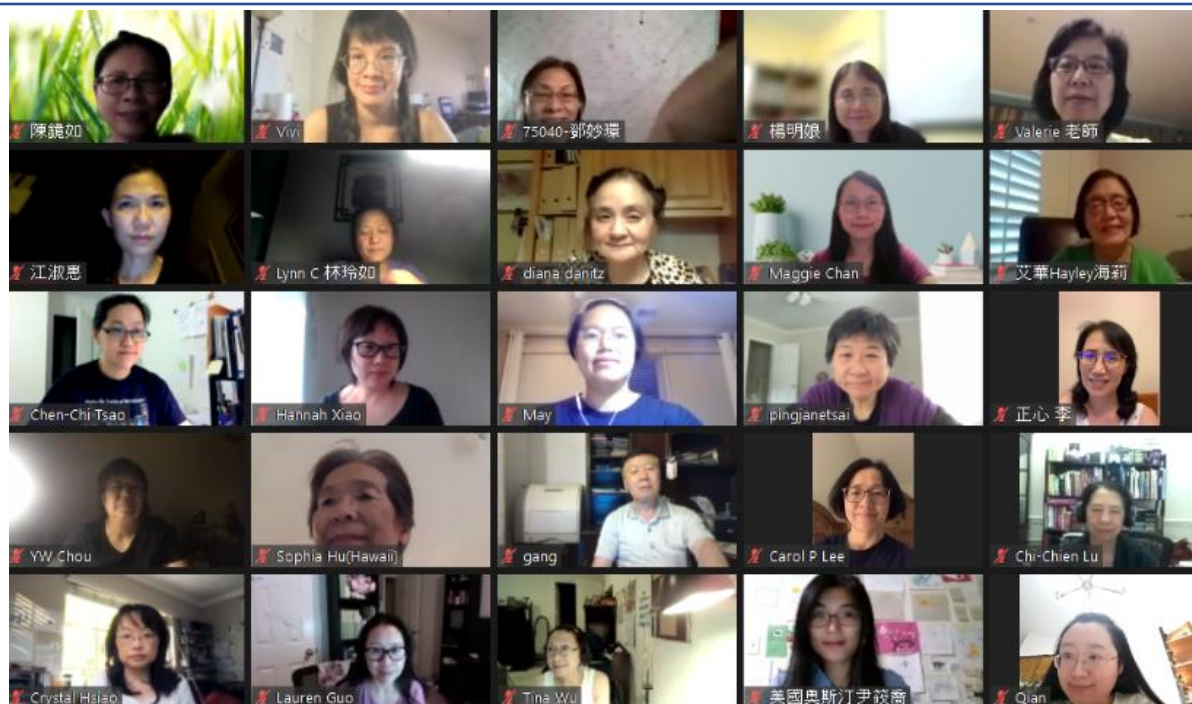 陳鏡如
Vivi
75040-鄧妙環
楊明娘
Valerie 老師
江淑惠
Lynn C 林玲如
diana danitz
Maggie Chan
艾華Hayley海莉
Chen-Chi Tsao
Hannah Xiao
May
pingjanetsai
正心 李
YW Chou
Sophia Hu(Hawaii)
gang
Carol P Lee
Chi-Chien Lu
Crystal Hsiao
Lauren Guo
Tina Wu
美國奧斯汀尹筱喬
Qian